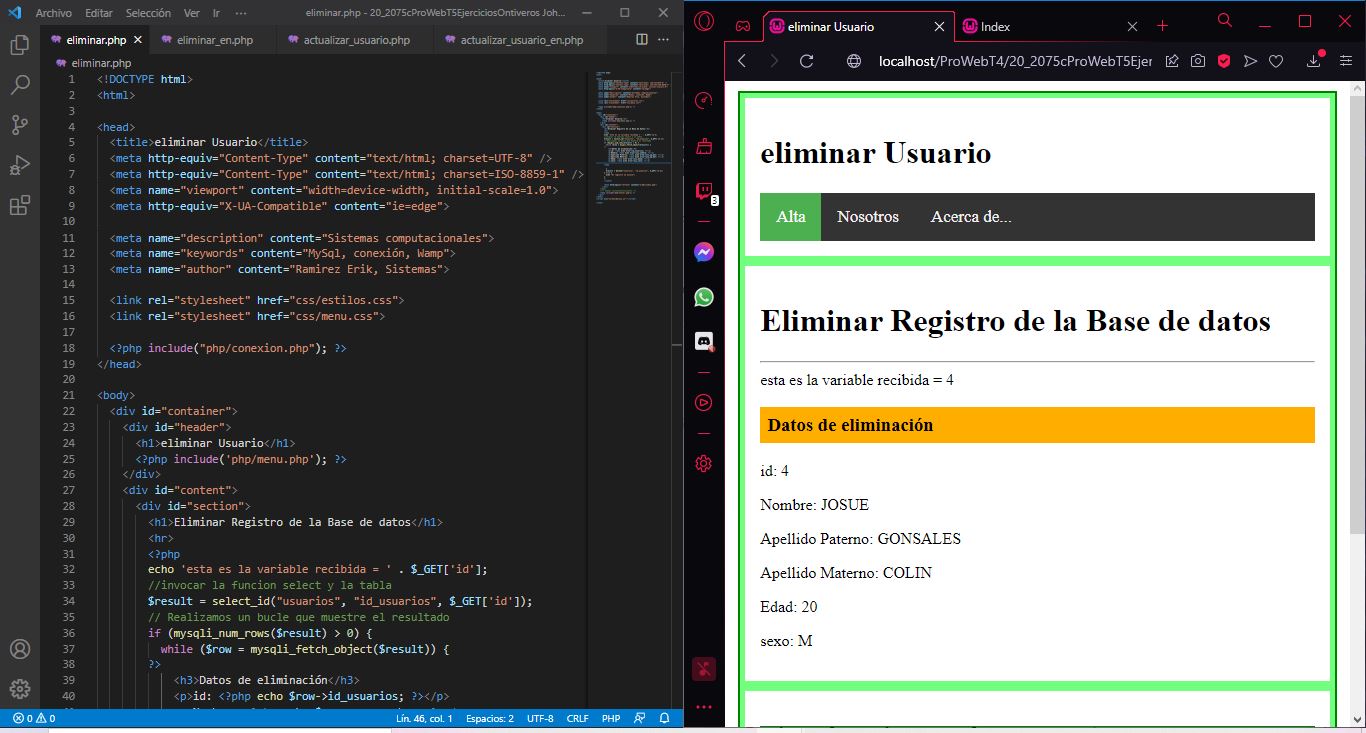 Archivo Editar Selección Ver Ir ··· eliminar.php - 20_2075cProWebT5EjerciciosOntiveros Joh...
eliminar.php eliminar_en.php actualizar_usuario.php actualizar_usuario_en.php
eliminar.php
1 <!DOCTYPE html>
2 <html>
3
4 <head>
5 <title>eliminar Usuario</title>
6 <meta http-equiv="Content-Type" content="text/html; charset=UTF-8" />
7 <meta http-equiv="Content-Type" content="text/html; charset=ISO-8859-1" />
8 <meta name="viewport" content="width=device-width, initial-scale=1.0">
9 <meta http-equiv="X-UA-Compatible" content="ie=edge">
10
11 <meta name="description" content="Sistemas computacionales">
12 <meta name="keywords" content="MySql, conexión, Wamp">
13 <meta name="author" content="Ramirez Erik, Sistemas">
14
15 <link rel="stylesheet" href="css/estilos.css">
16 <link rel="stylesheet" href="css/menu.css">
17
18 <?php include("php/conexion.php"); ?>
19 </head>
20
21 <body>
22 <div id="container">
23 <div id="header">
24 <h1>eliminar Usuario</h1>
25 <?php include('php/menu.php'); ?>
26 </div>
27 <div id="content">
28 <div id="section">
29 <h1>Eliminar Registro de la Base de datos</h1>
30 <hr>
31 <?php
32 echo 'esta es la variable recibida = ' . $_GET['id'];
33 //invocar la funcion select y la tabla
34 $result = select_id("usuarios", "id_usuarios", $_GET['id']);
35 // Realizamos un bucle que muestre el resultado
36 if (mysqli_num_rows($result) > 0) {
37 while ($row = mysqli_fetch_object($result)) {
38 ?>
39 <h3>Datos de eliminación</h3>
40 <p>id: <?php echo $row->id_usuarios; ?></p>
0 0 Lín. 46, col. 1 Espacios: 2 UTF-8 CRLF PHP
eliminar Usuario Index
localhost/ProWebT4/20_2075cProWebT5Ejer
3
eliminar Usuario
Alta Nosotros Acerca de...
Eliminar Registro de la Base de datos
esta es la variable recibida = 4
Datos de eliminación
id: 4
Nombre: JOSUE
Apellido Paterno: GONSALES
Apellido Materno: COLIN
Edad: 20
sexo: M